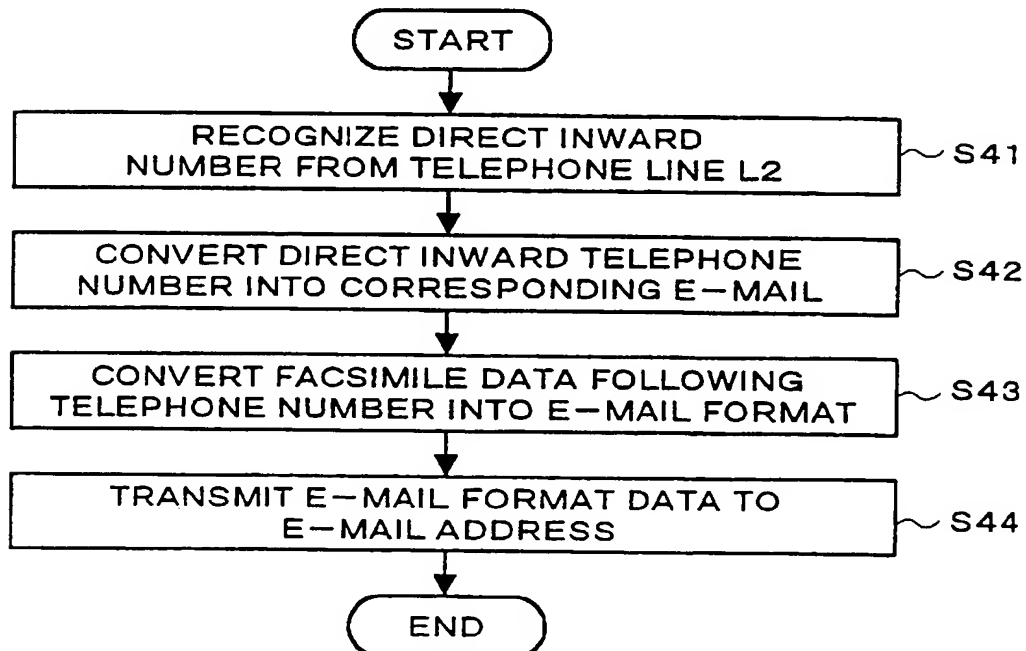 START
RECOGNIZE DIRECT INWARD
NUMBER FROM TELEPHONE LINE L2
S41
CONVERT DIRECT INWARD TELEPHONE
NUMBER INTO CORRESPONDING E-MAIL
S42
CONVERT FACSIMILE DATA FOLLOWING
TELEPHONE NUMBER INTO E-MAIL FORMAT
S43
TRANSMIT E-MAIL FORMAT DATA TO
E-MAIL ADDRESS
S44
END